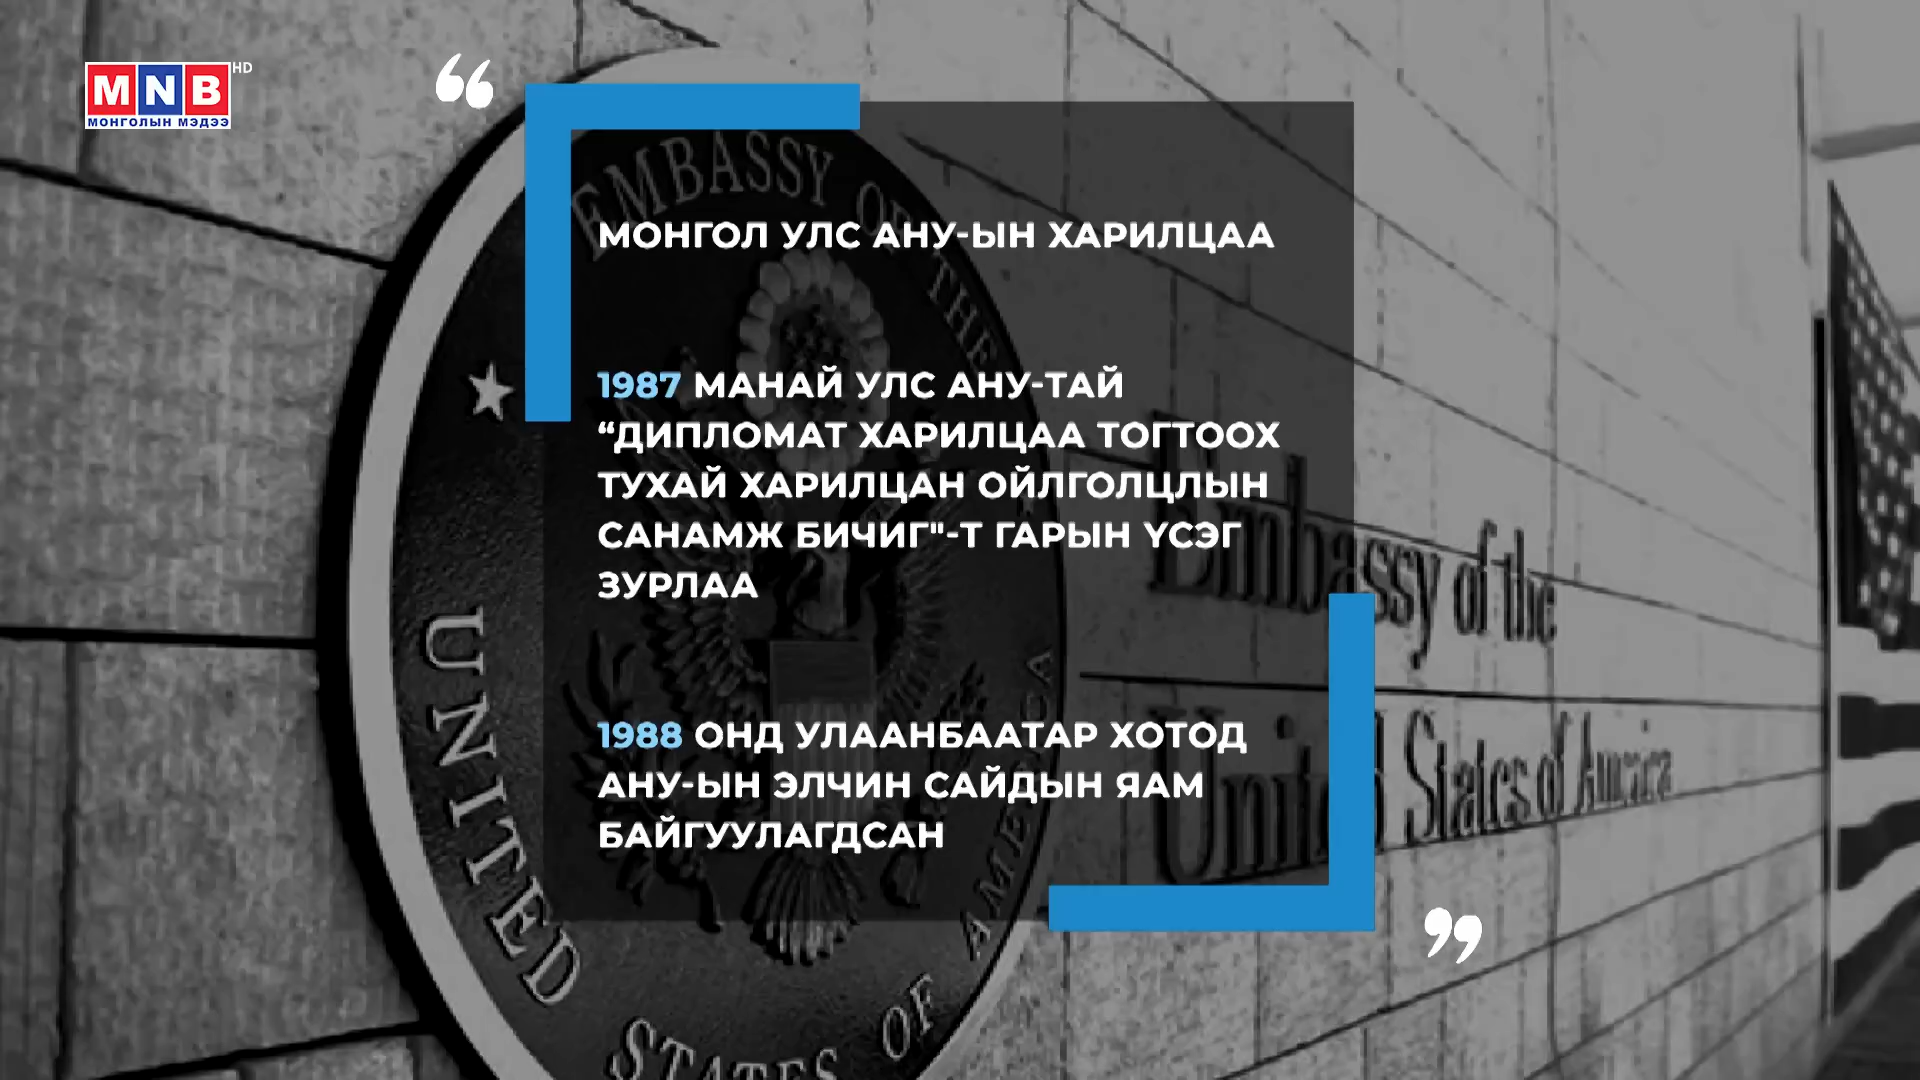 MNB HD
МОНГОЛЫН МЭДЭЭ
“
МОНГОЛ УЛС АНУ-ЫН ХАРИЛЦАА
1987 МАНАЙ УЛС АНУ-ТАЙ
“ДИПЛОМАТ ХАРИЛЦАА ТОГТООХ
ТУХАЙ ХАРИЛЦАН ОЙЛГОЛЦЛЫН
САНАМЖ БИЧИГ"-Т ГАРЫН ҮСЭГ
ЗУРЛАА
1988 ОНД УЛААНБААТАР ХОТОД
АНУ-ЫН ЭЛЧИН САЙДЫН ЯАМ
БАЙГУУЛАГДСАН
”
EMBASSY OF THE
UNITED STATES OF AMERICA
Embassy of the
United States of America